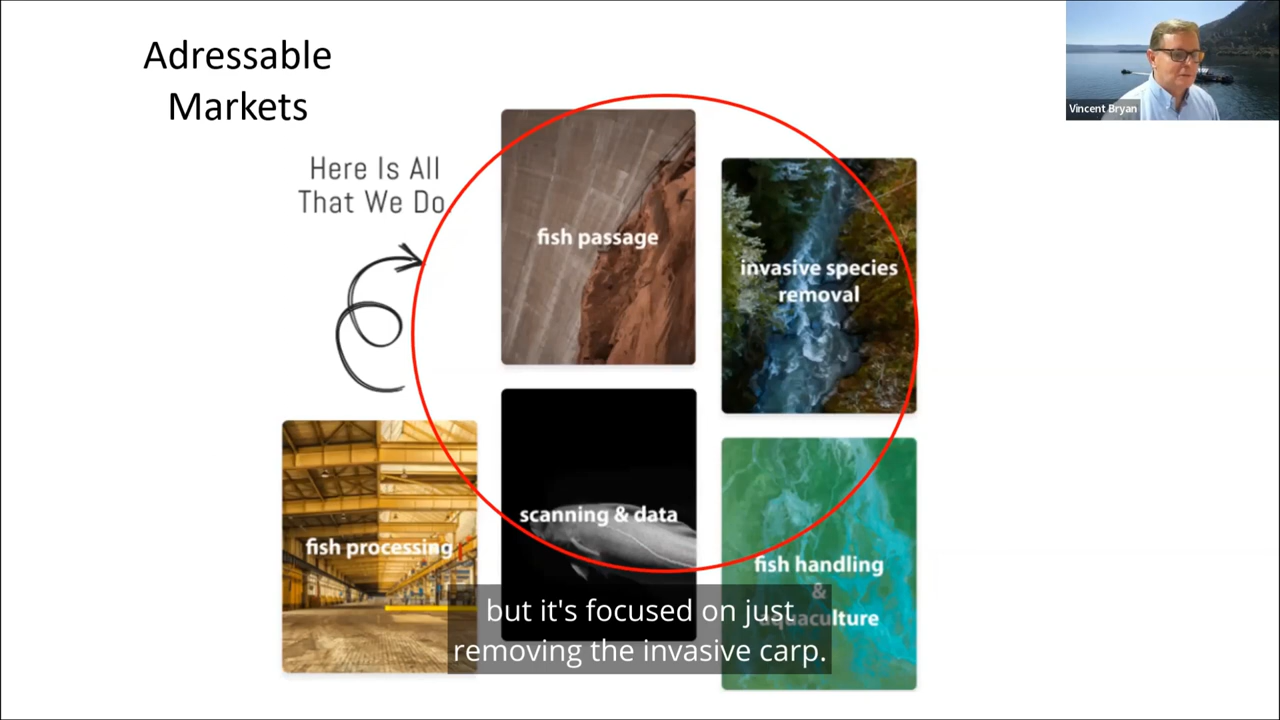 Adressable
Markets
Vincent Bryan
Here Is All
That We Do
fish passage
invasive species
removal
scanning & data
fish processing
fish handling
&
aquaculture
but it's focused on just
removing the invasive carp.